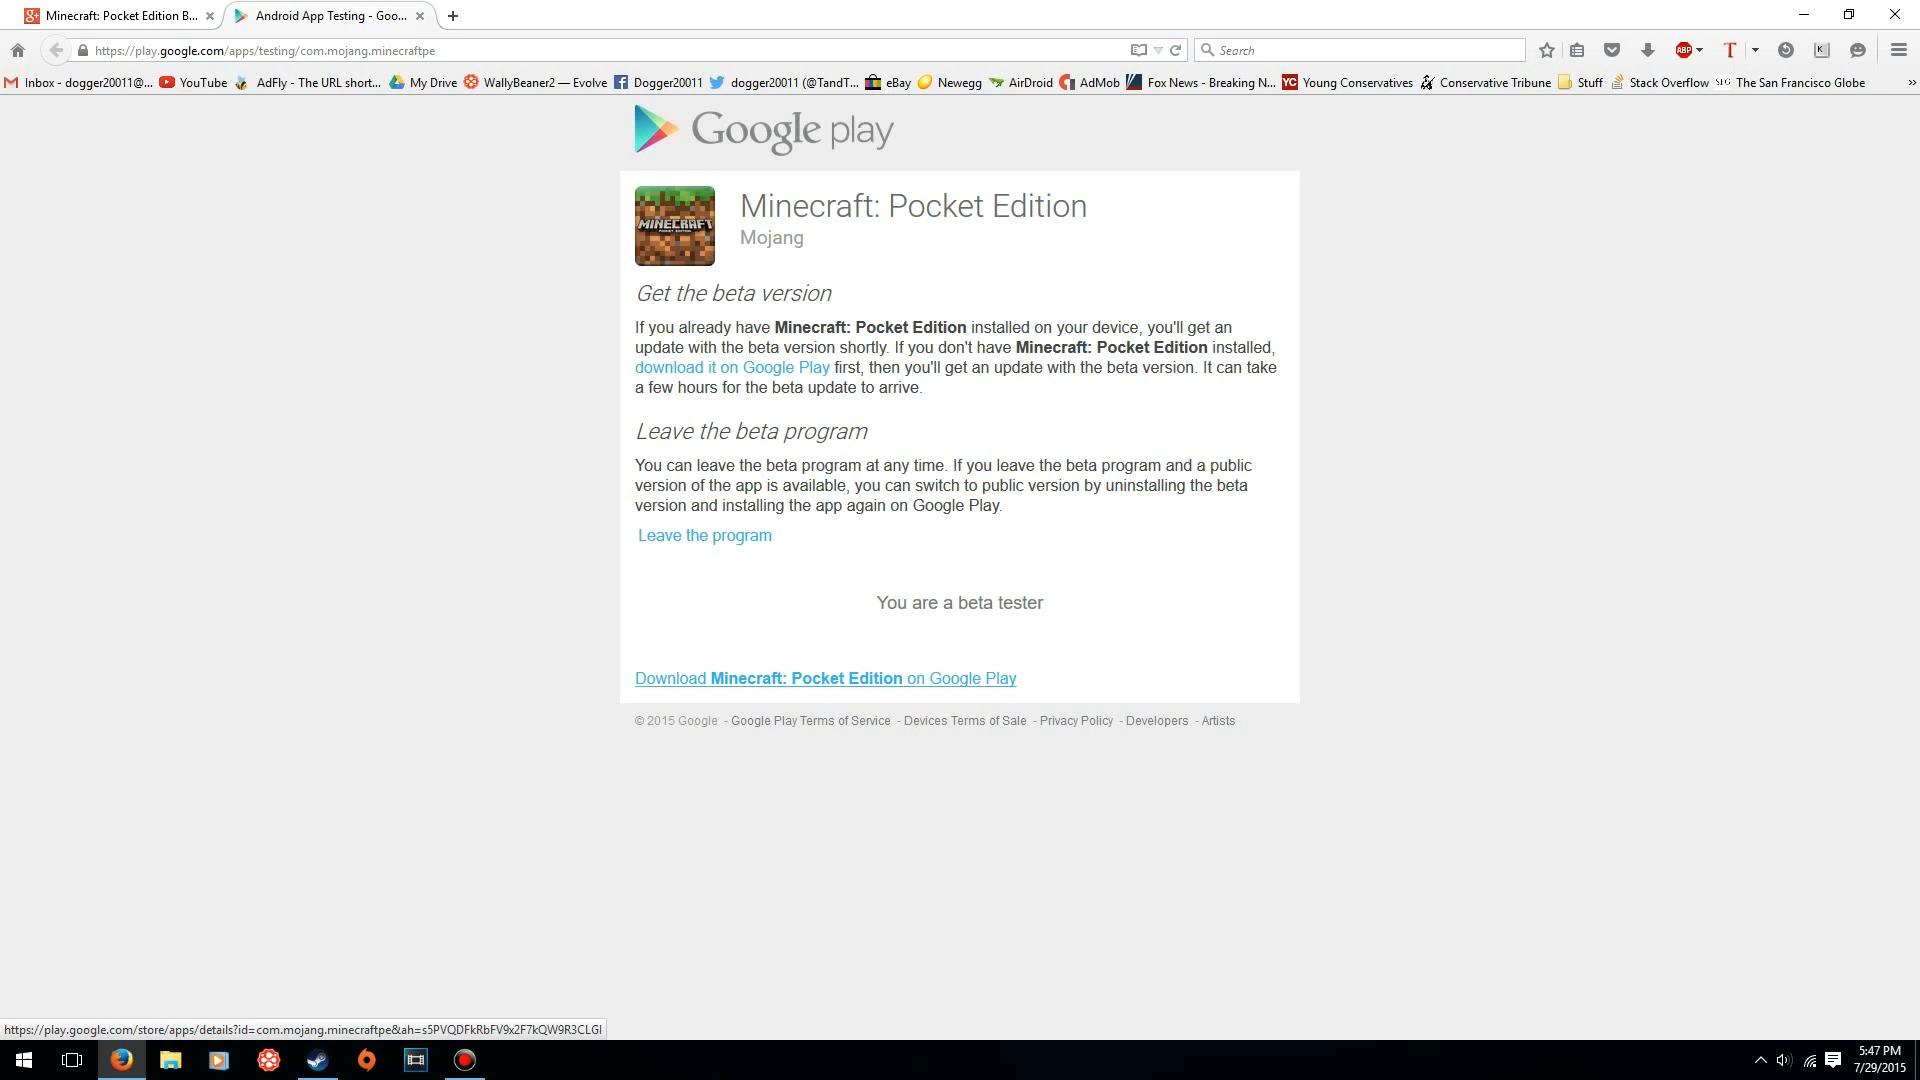 Minecraft: Pocket Edition B...
Android App Testing - Goo...
https://play.google.com/apps/testing/com.mojang.minecraftpe
Search
ABP
T
K
Inbox - dogger20011@... YouTube AdFly - The URL short... My Drive WallyBeaner2 — Evolve Dogger20011 dogger20011 (@TandT... eBay Newegg AirDroid AdMob Fox News - Breaking N... YC Young Conservatives Conservative Tribune Stuff Stack Overflow The San Francisco Globe »
Google play
MINECRAFT
POCKET EDITION
Minecraft: Pocket Edition
Mojang
Get the beta version
If you already have Minecraft: Pocket Edition installed on your device, you'll get an
update with the beta version shortly. If you don't have Minecraft: Pocket Edition installed,
download it on Google Play first, then you'll get an update with the beta version. It can take
a few hours for the beta update to arrive.
Leave the beta program
You can leave the beta program at any time. If you leave the beta program and a public
version of the app is available, you can switch to public version by uninstalling the beta
version and installing the app again on Google Play.
Leave the program
You are a beta tester
Download Minecraft: Pocket Edition on Google Play
© 2015 Google - Google Play Terms of Service - Devices Terms of Sale - Privacy Policy - Developers - Artists
https://play.google.com/store/apps/details?id=com.mojang.minecraftpe&ah=s5PVQDFkRbFV9x2F7kQW9R3CLGI
5:47 PM
7/29/2015